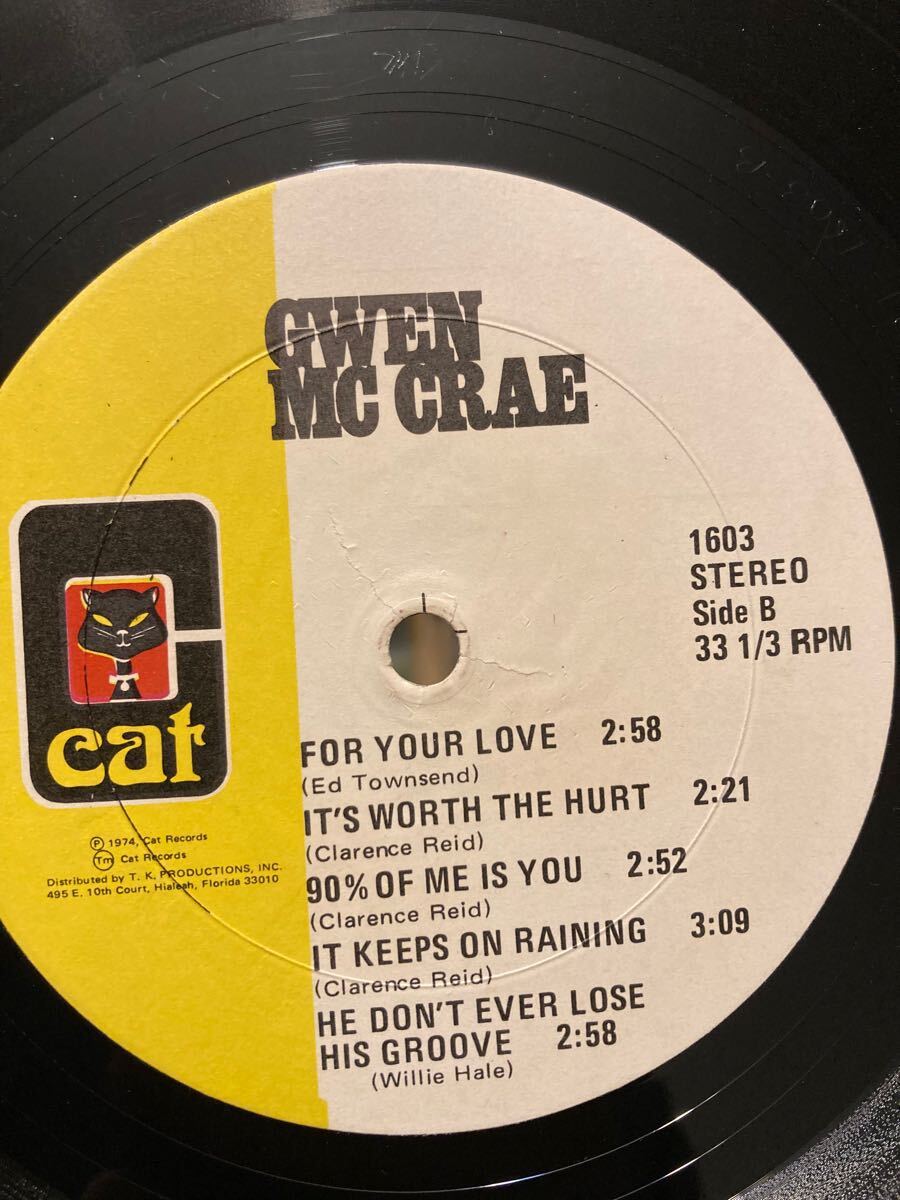 GWEN
MC CRAE
1603
STEREO
Side B
33 1/3 RPM
cat
FOR YOUR LOVE 2:58
(Ed Townsend)
IT'S WORTH THE HURT 2:21
(Clarence Reid)
90% OF ME IS YOU 2:52
(Clarence Reid)
IT KEEPS ON RAINING 3:09
(Clarence Reid)
HE DON'T EVER LOSE
HIS GROOVE 2:58
(Willie Hale)
Ⓟ 1974, Cat Records
Tm Cat Records
Distributed by T. K. PRODUCTIONS, INC.
495 E. 10th Court, Hialeah, Florida 33010